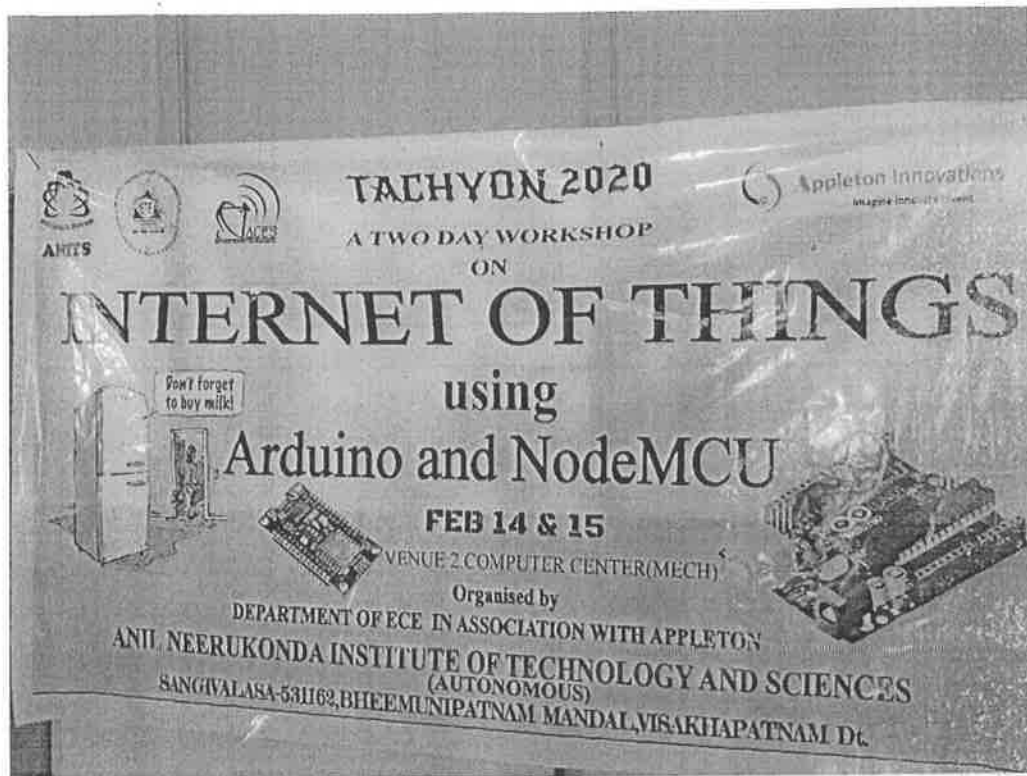 TACHYON 2020
Appleton Innovations
ANITS
ACES
A TWO DAY WORKSHOP
ON
INTERNET OF THINGS
using
Don't forget
to buy milk!
Arduino and NodeMCU
FEB 14 & 15
VENUE 2.COMPUTER CENTER(MECH)
Organised by
DEPARTMENT OF ECE IN ASSOCIATION WITH APPLETON
ANIL NEERUKONDA INSTITUTE OF TECHNOLOGY AND SCIENCES
(AUTONOMOUS)
SANGIVALASA-531162,BHEEMUNIPATNAM MANDAL,VISAKHAPATNAM Dt.